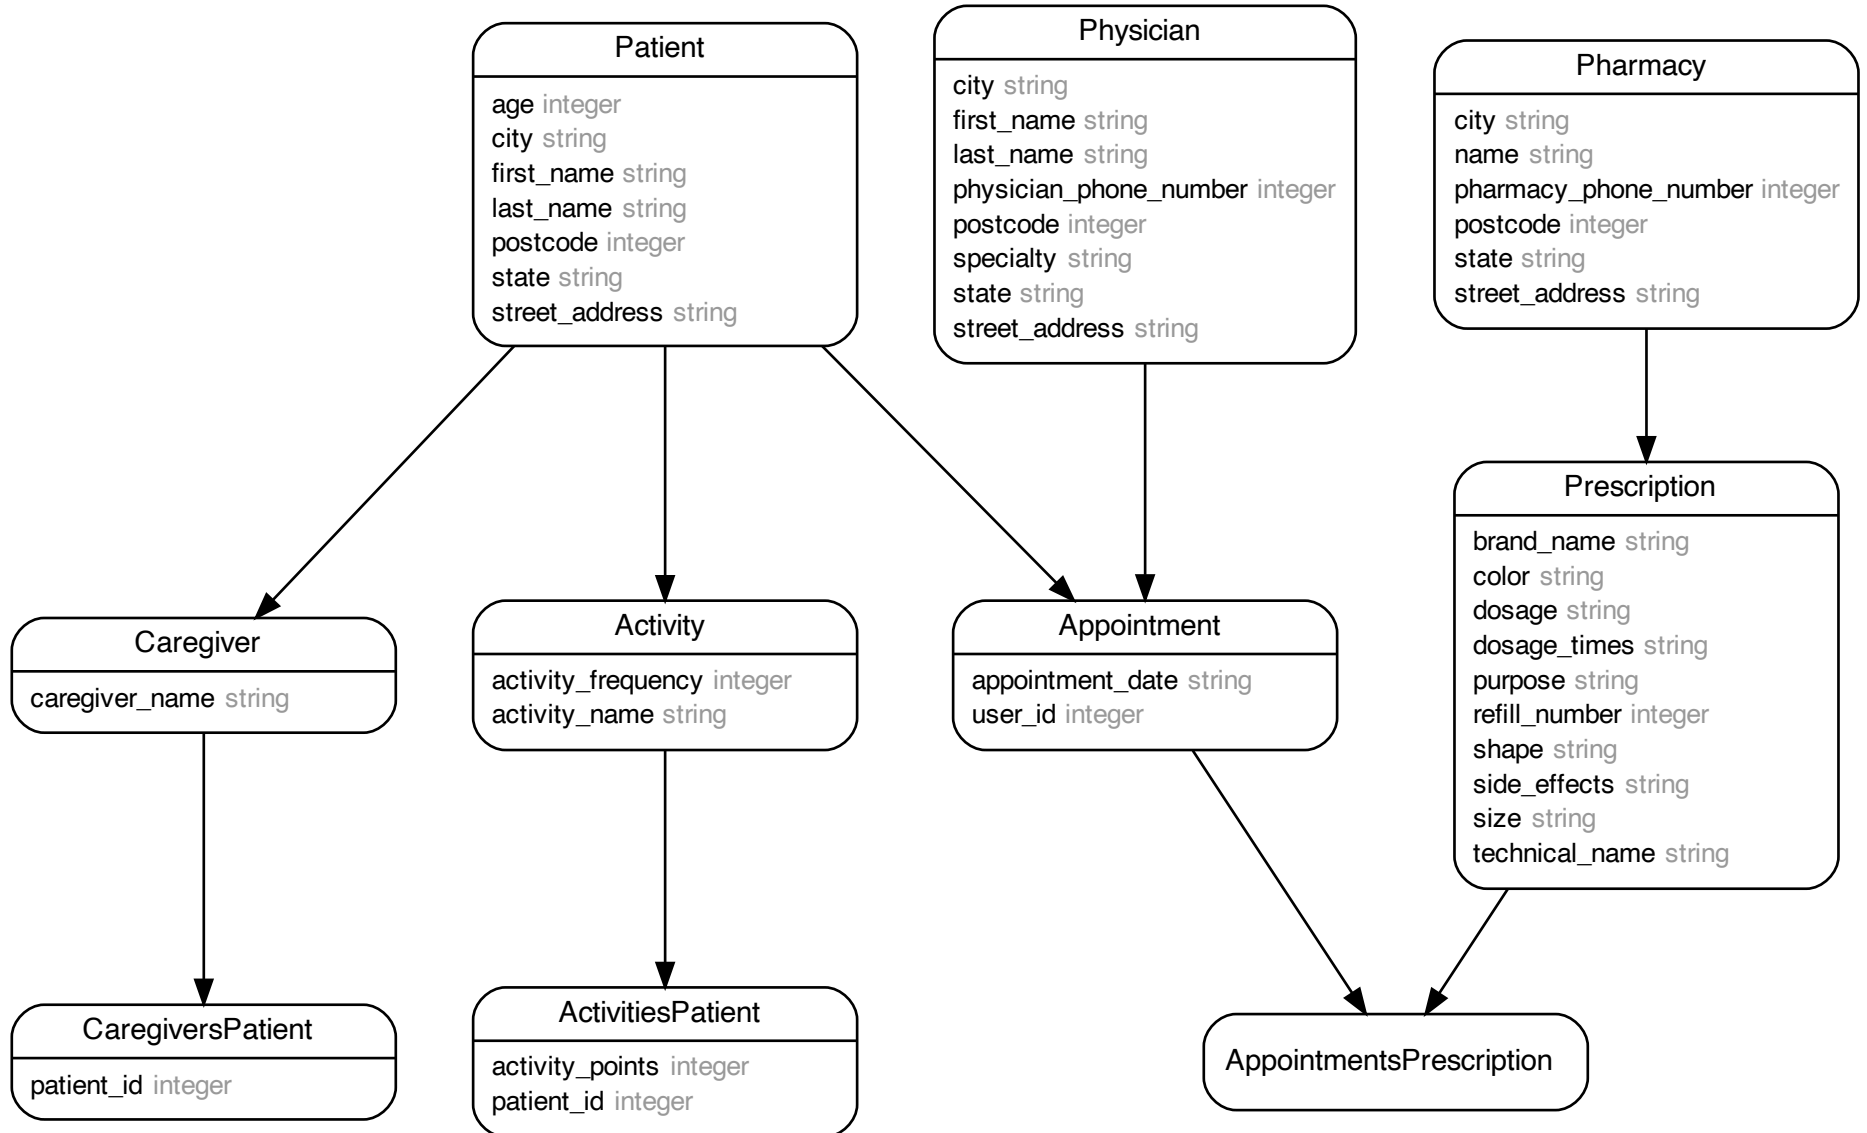 Patient
age integer
city string
first_name string
last_name string
postcode integer
state string
street_address string
Physician
city string
first_name string
last_name string
physician_phone_number integer
postcode integer
specialty string
state string
street_address string
Pharmacy
city string
name string
pharmacy_phone_number integer
postcode integer
state string
street_address string
Caregiver
caregiver_name string
Activity
activity_frequency integer
activity_name string
Appointment
appointment_date string
user_id integer
Prescription
brand_name string
color string
dosage string
dosage_times string
purpose string
refill_number integer
shape string
side_effects string
size string
technical_name string
CaregiversPatient
patient_id integer
ActivitiesPatient
activity_points integer
patient_id integer
AppointmentsPrescription